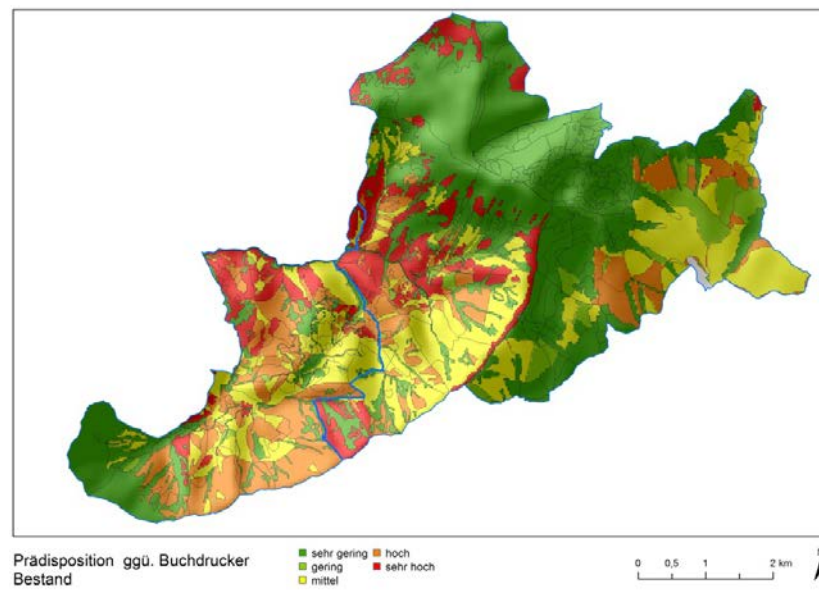 Prädisposition ggü. Buchdrucker
Bestand
sehr gering
gering
mittel
hoch
sehr hoch
0 0,5 1 2 km